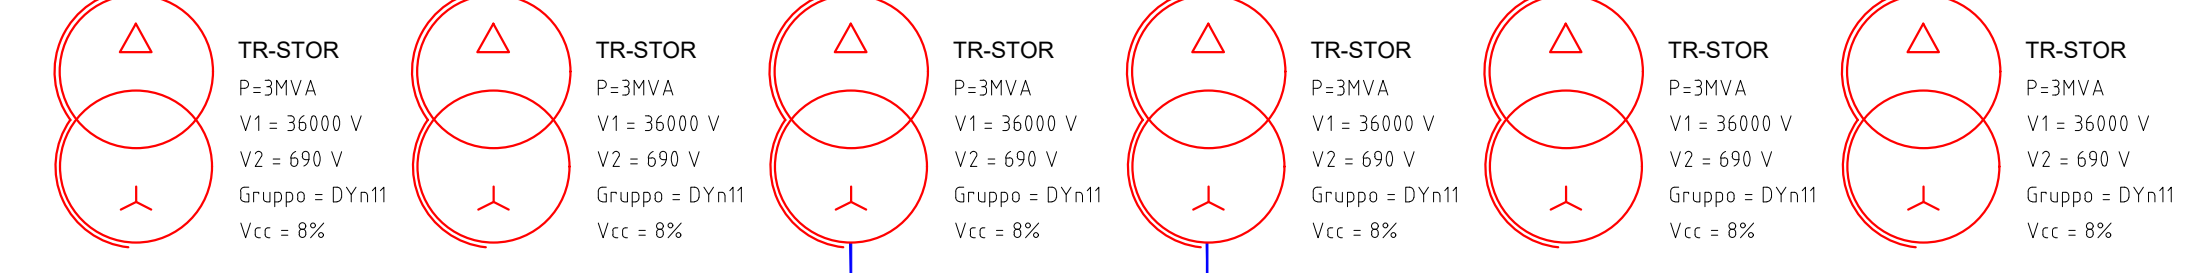 TR-STOR
P=3MVA
V1 = 36000 V
V2 = 690 V
Gruppo = DYn11
Vcc = 8%
TR-STOR
P=3MVA
V1 = 36000 V
V2 = 690 V
Gruppo = DYn11
Vcc = 8%
TR-STOR
P=3MVA
V1 = 36000 V
V2 = 690 V
Gruppo = DYn11
Vcc = 8%
TR-STOR
P=3MVA
V1 = 36000 V
V2 = 690 V
Gruppo = DYn11
Vcc = 8%
TR-STOR
P=3MVA
V1 = 36000 V
V2 = 690 V
Gruppo = DYn11
Vcc = 8%
TR-STOR
P=3MVA
V1 = 36000 V
V2 = 690 V
Gruppo = DYn11
Vcc = 8%